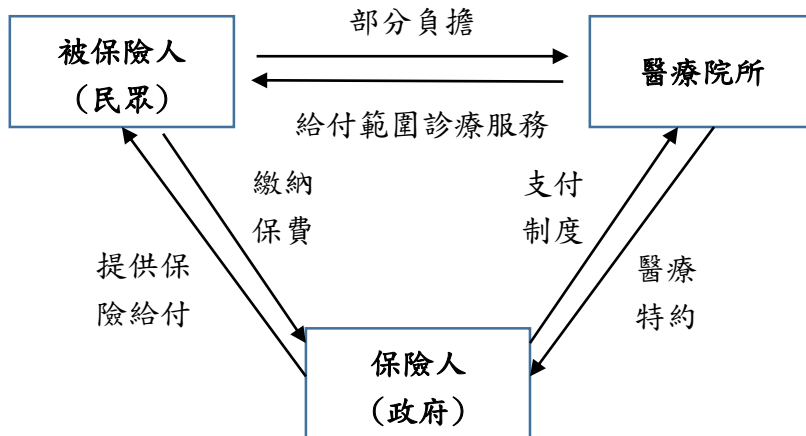 部分負擔
被保險人
(民眾)
醫療院所
給付範圍診療服務
繳納
保費
支付
制度
提供保
險給付
醫療
特約
保險人
(政府)